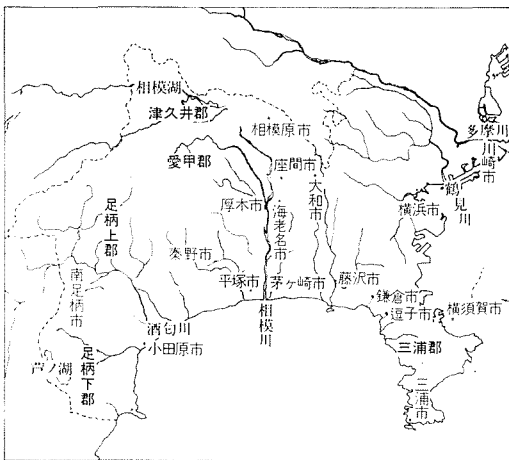 相模湖
津久井郡
相模原市
多摩川
川崎市
愛甲郡
座間市
大和市
鶴見川
厚木市
海老名市
横浜市
足柄上郡
秦野市
南足柄市
平塚市
茅ヶ崎市
藤沢市
鎌倉市
逗子市
横須賀市
酒匂川
相模川
小田原市
芦ノ湖
足柄下郡
三浦郡
三浦市